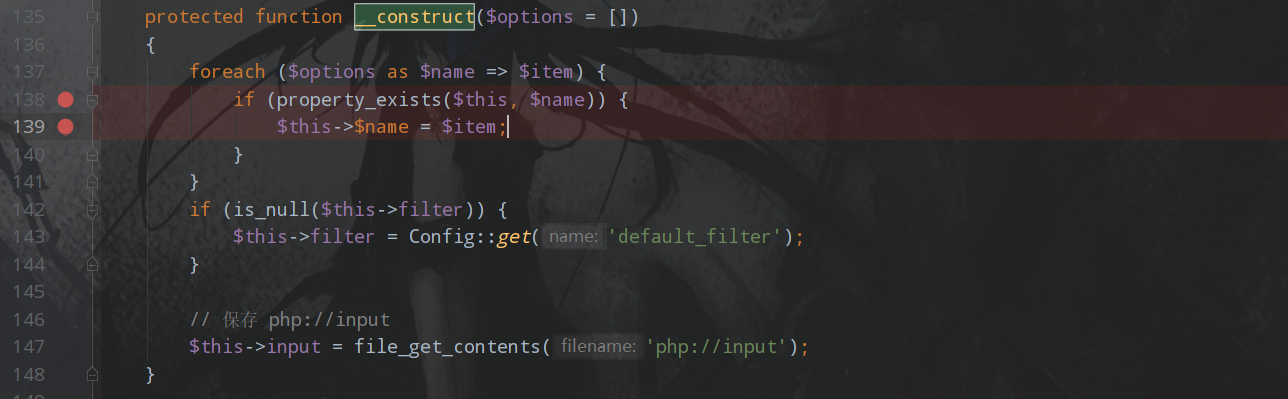 135 protected function __construct($options = [])
136 {
137 foreach ($options as $name => $item) {
138 if (property_exists($this, $name)) {
139 $this->$name = $item;
140 }
141 }
142 if (is_null($this->filter)) {
143 $this->filter = Config::get( name: 'default_filter');
144 }
145
146 // 保存 php://input
147 $this->input = file_get_contents( filename: 'php://input');
148 }